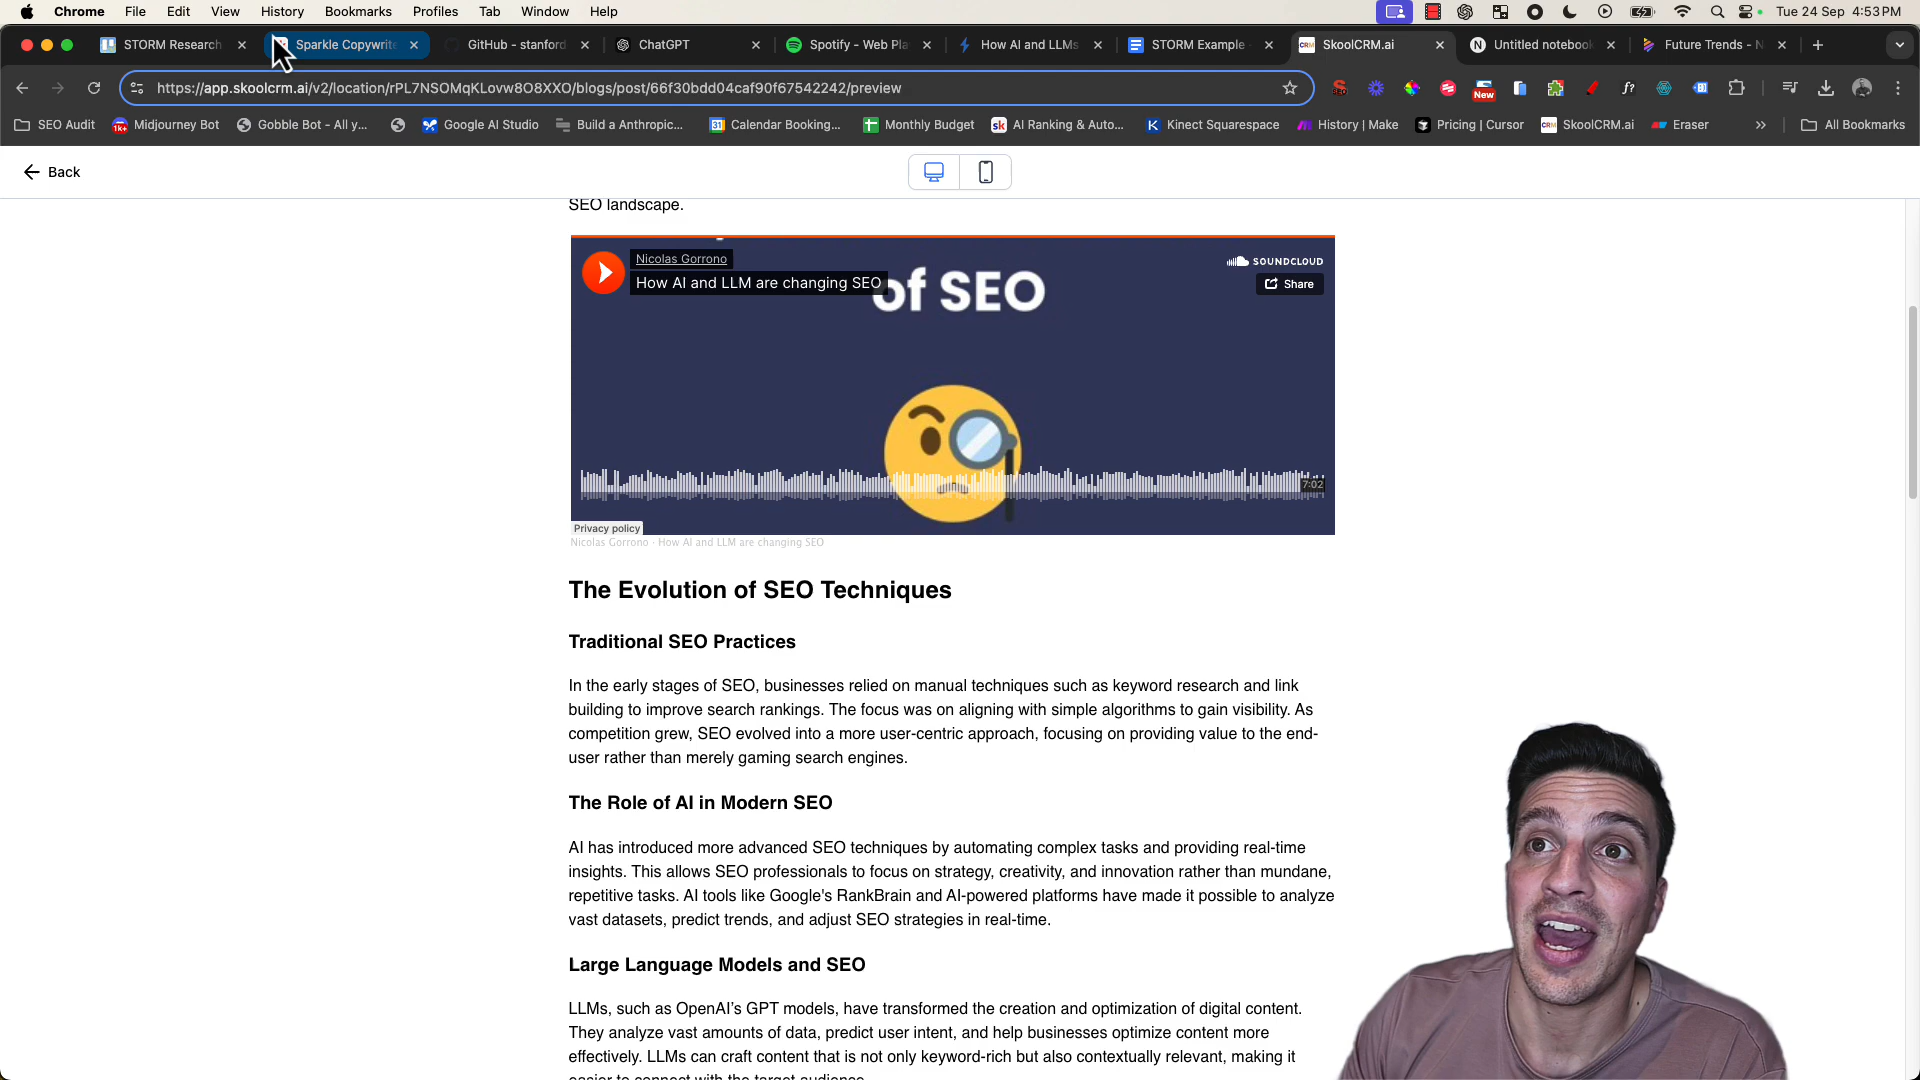 Chrome File Edit View History Bookmarks Profiles Tab Window Help
Tue 24 Sep 4:53 PM
STORM Research
Sparkle Copywrite
GitHub - stanford
ChatGPT
Spotify - Web Pla
How AI and LLMs
STORM Example
SkoolCRM.ai
Untitled notebook
Future Trends - N
https://app.skoolcrm.ai/v2/location/rPL7NSOMqKLovw8O8XXO/blogs/post/66f30bdd04caf90f67542242/preview
New
SEO Audit
1k+
Midjourney Bot
Gobble Bot - All y...
Google AI Studio
Build a Anthropic...
31
Calendar Booking...
Monthly Budget
sk
AI Ranking & Auto...
K
Kinect Squarespace
History | Make
Pricing | Cursor
CRM
SkoolCRM.ai
Eraser
All Bookmarks
Back
SEO landscape.
Nicolas Gorrono
How AI and LLM are changing SEO
of SEO
SOUNDCLOUD
Share
7:02
Privacy policy
Nicolas Gorrono · How AI and LLM are changing SEO
The Evolution of SEO Techniques
Traditional SEO Practices
In the early stages of SEO, businesses relied on manual techniques such as keyword research and link
building to improve search rankings. The focus was on aligning with simple algorithms to gain visibility. As
competition grew, SEO evolved into a more user-centric approach, focusing on providing value to the end-
user rather than merely gaming search engines.
The Role of AI in Modern SEO
AI has introduced more advanced SEO techniques by automating complex tasks and providing real-time
insights. This allows SEO professionals to focus on strategy, creativity, and innovation rather than mundane,
repetitive tasks. AI tools like Google's RankBrain and AI-powered platforms have made it possible to analyze
vast datasets, predict trends, and adjust SEO strategies in real-time.
Large Language Models and SEO
LLMs, such as OpenAI’s GPT models, have transformed the creation and optimization of digital content.
They analyze vast amounts of data, predict user intent, and help businesses optimize content more
effectively. LLMs can craft content that is not only keyword-rich but also contextually relevant, making it
easier to connect with the target audience.